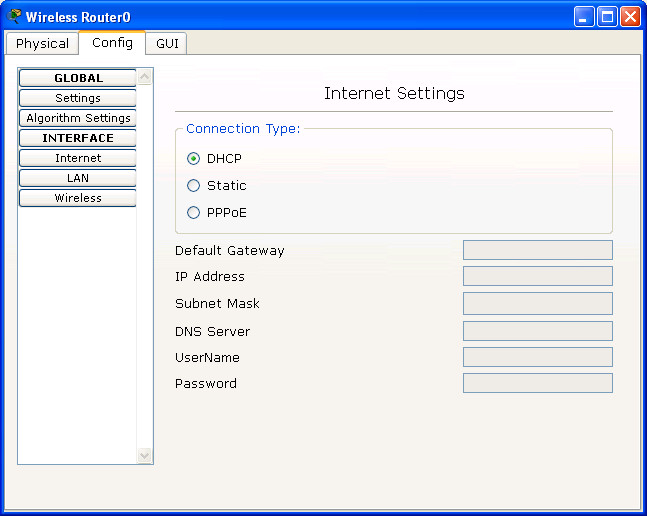 Wireless Router0
Physical Config GUI
GLOBAL
Settings
Algorithm Settings
INTERFACE
Internet
LAN
Wireless
Internet Settings
Connection Type:
DHCP
Static
PPPoE
Default Gateway
IP Address
Subnet Mask
DNS Server
UserName
Password